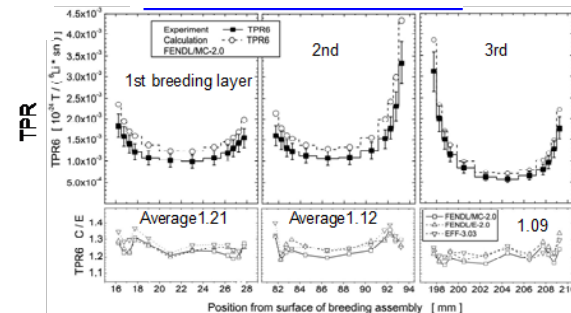 TPR
TPR6 [ 10⁻²⁴ T / ( ⁶Li * sn ) ]
4.5x10⁻³
4.0x10⁻³
3.5x10⁻³
3.0x10⁻³
2.5x10⁻³
2.0x10⁻³
1.5x10⁻³
1.0x10⁻³
5.0x10⁻⁴
Experiment TPR6
Calculation TPR6
FENDL/MC-2.0
1st breeding layer
2nd
3rd
TPR6 C / E
1.4
1.3
1.2
1.1
Average1.21
Average1.12
FENDL/MC-2.0
FENDL/E-2.0
EFF-3.03
1.09
16 18 20 22 24 26 28
82 84 86 88 90 92 94
198 200 202 204 206 208
Position from surface of breeding assembly [ mm ]